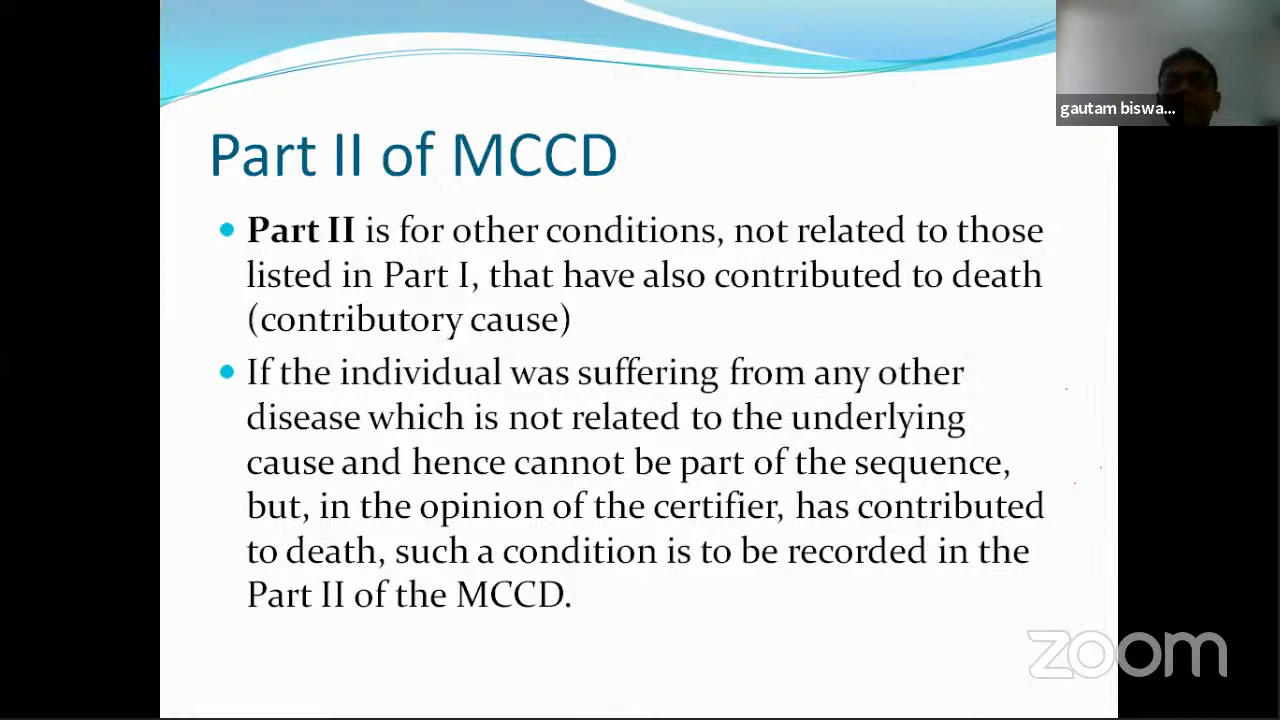 gautam biswa...
Part II of MCCD
Part II is for other conditions, not related to those
listed in Part I, that have also contributed to death
(contributory cause)
If the individual was suffering from any other
disease which is not related to the underlying
cause and hence cannot be part of the sequence,
but, in the opinion of the certifier, has contributed
to death, such a condition is to be recorded in the
Part II of the MCCD.
zoom